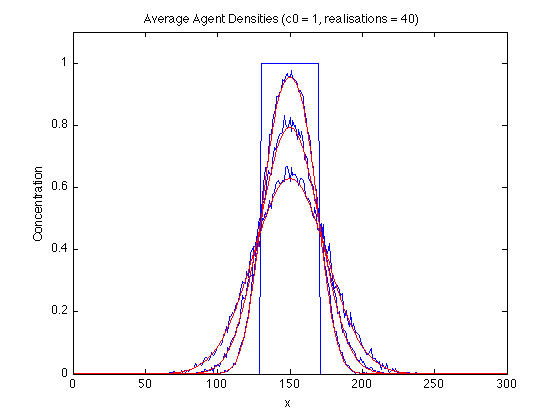 Average Agent Densities (c0 = 1, realisations = 40)
1
0.8
0.6
0.4
0.2
0
Concentration
0 50 100 150 200 250 300
x